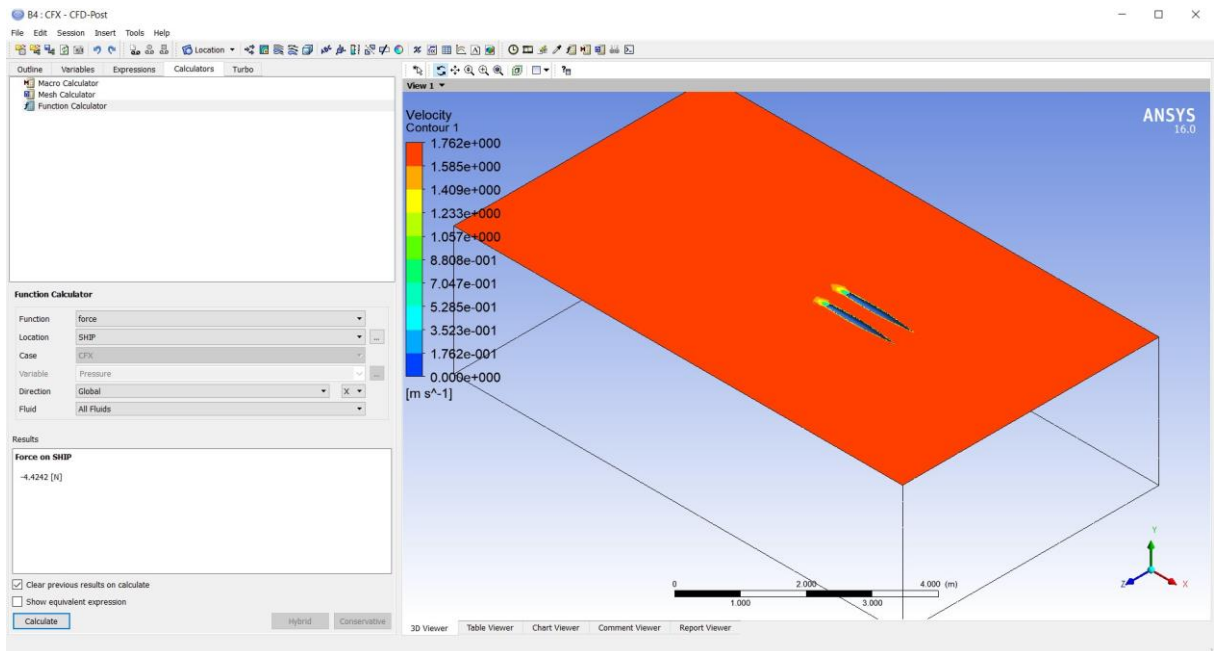 B4 : CFX - CFD-Post
File Edit Session Insert Tools Help
Location
Outline Variables Expressions Calculators Turbo
Macro Calculator
Mesh Calculator
Function Calculator
Function Calculator
Function force
Location SHIP ...
Case CFX
Variable Pressure ...
Direction Global X
Fluid All Fluids
Results
Force on SHIP
-4.4242 [N]
Clear previous results on calculate
Show equivalent expression
Calculate Hybrid Conservative
View 1
Velocity
Contour 1
1.762e+000
1.585e+000
1.409e+000
1.233e+000
1.057e+000
8.808e-001
7.047e-001
5.285e-001
3.523e-001
1.762e-001
0.000e+000
[m s^-1]
ANSYS
16.0
0 2.000 4.000 (m)
1.000 3.000
Y
Z X
3D Viewer Table Viewer Chart Viewer Comment Viewer Report Viewer